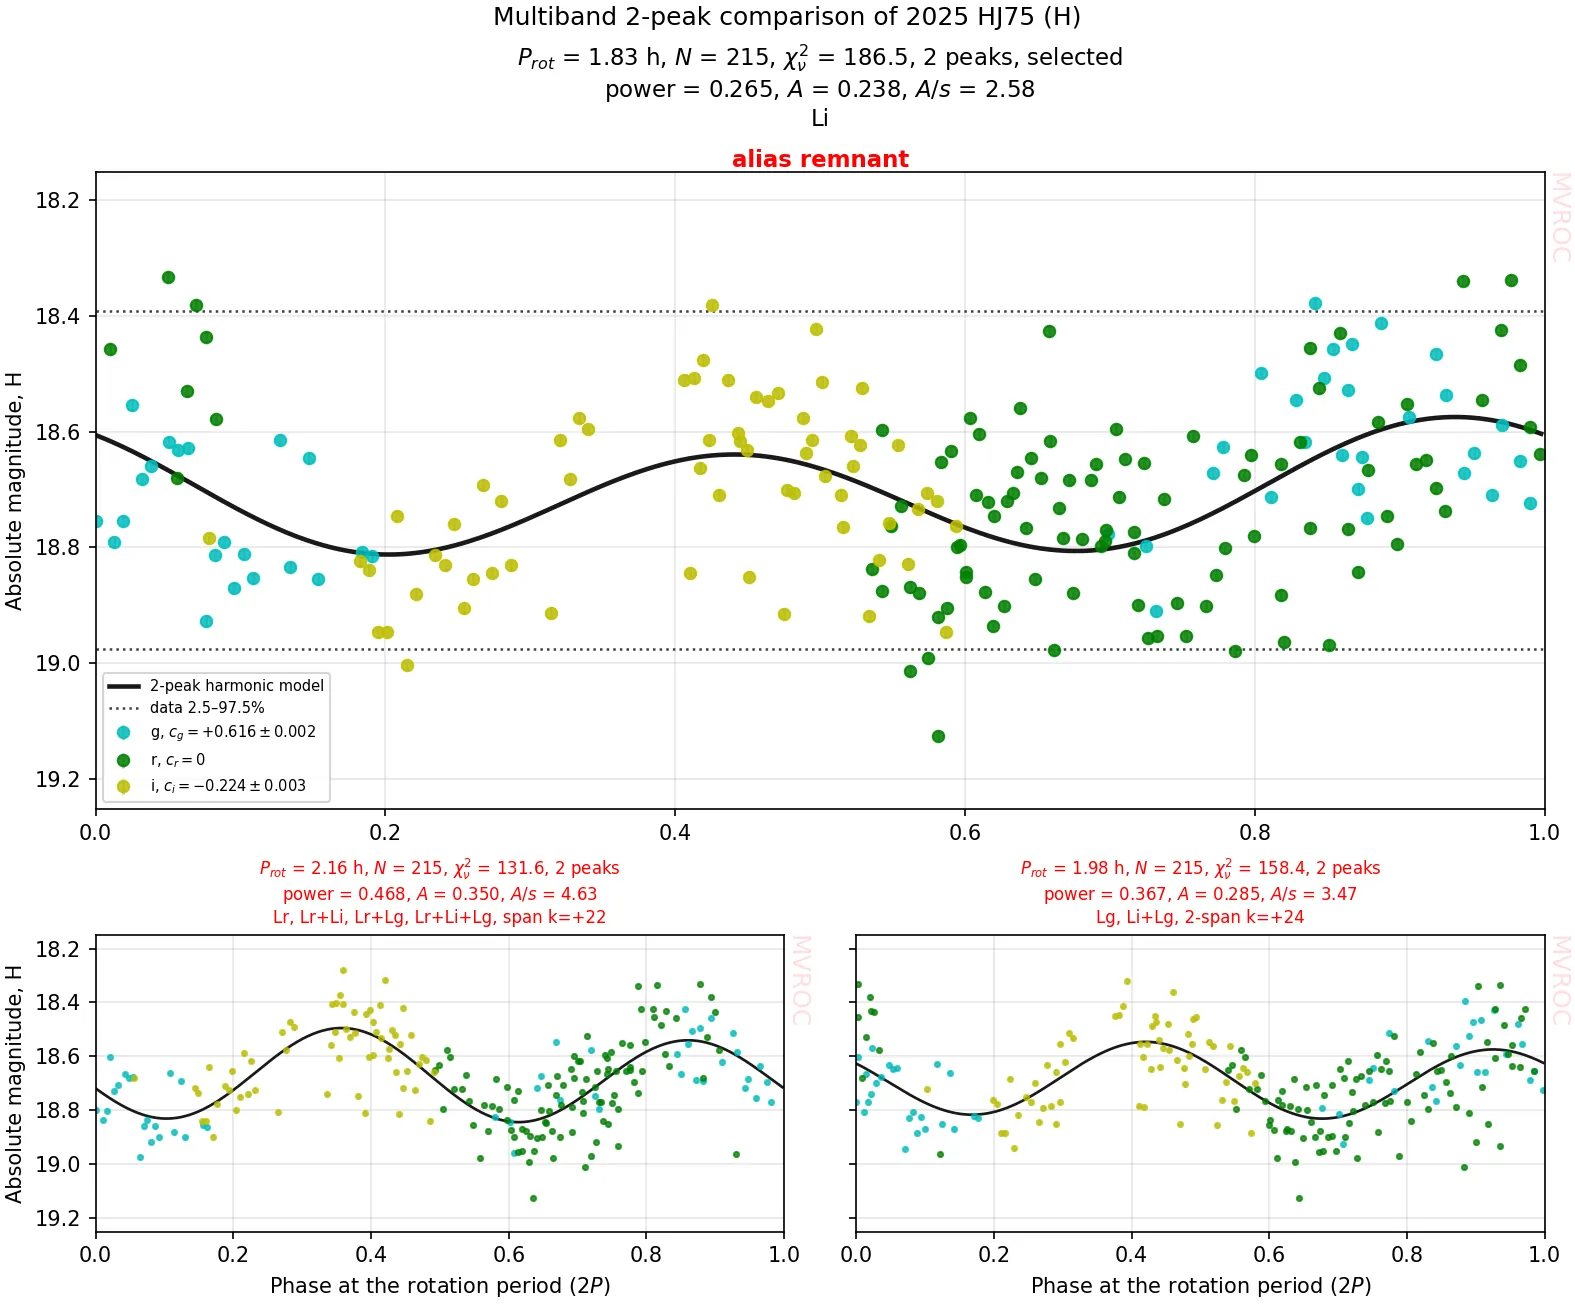 Multiband 2-peak comparison of 2025 HJ75 (H)
P_rot = 1.83 h, N = 215, χ²_ν = 186.5, 2 peaks, selected
power = 0.265, A = 0.238, A/s = 2.58
Li
alias remnant
MVROC
Absolute magnitude, H
18.2
18.4
18.6
18.8
19.0
19.2
2-peak harmonic model
data 2.5–97.5%
g, c_g = +0.616 ± 0.002
r, c_r = 0
i, c_i = −0.224 ± 0.003
0.0 0.2 0.4 0.6 0.8 1.0
P_rot = 2.16 h, N = 215, χ²_ν = 131.6, 2 peaks
power = 0.468, A = 0.350, A/s = 4.63
Lr, Lr+Li, Lr+Lg, Lr+Li+Lg, span k=+22
MVROC
Absolute magnitude, H
18.2
18.4
18.6
18.8
19.0
19.2
0.0 0.2 0.4 0.6 0.8 1.0
Phase at the rotation period (2P)
P_rot = 1.98 h, N = 215, χ²_ν = 158.4, 2 peaks
power = 0.367, A = 0.285, A/s = 3.47
Lg, Li+Lg, 2-span k=+24
MVROC
0.0 0.2 0.4 0.6 0.8 1.0
Phase at the rotation period (2P)